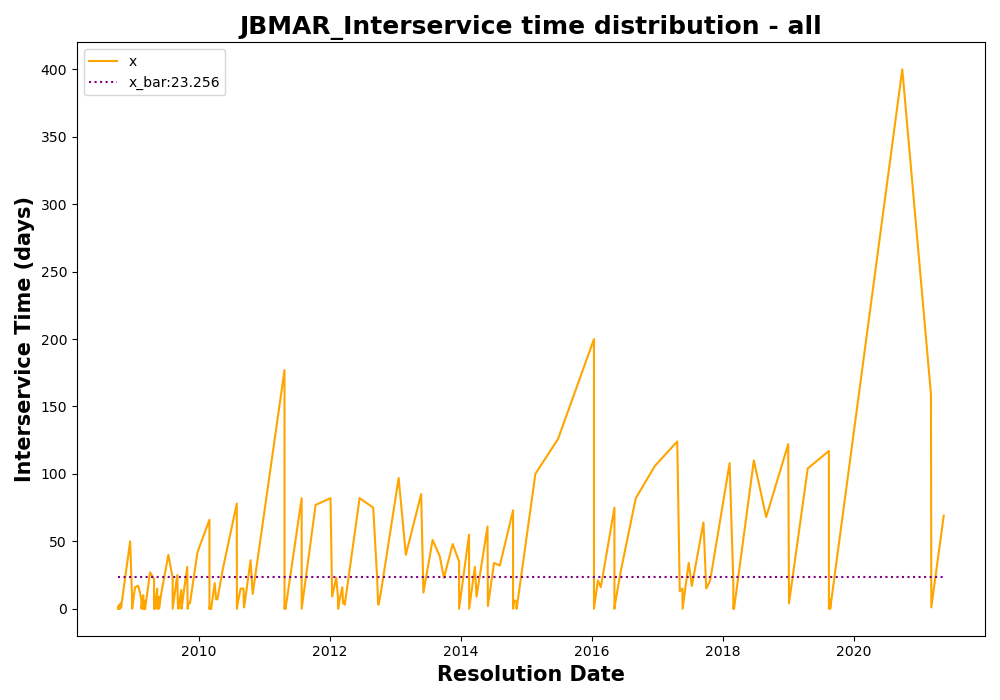 JBMAR_Interservice time distribution - all
x
x_bar:23.256
Interservice Time (days)
400
350
300
250
200
150
100
50
0
2010 2012 2014 2016 2018 2020
Resolution Date